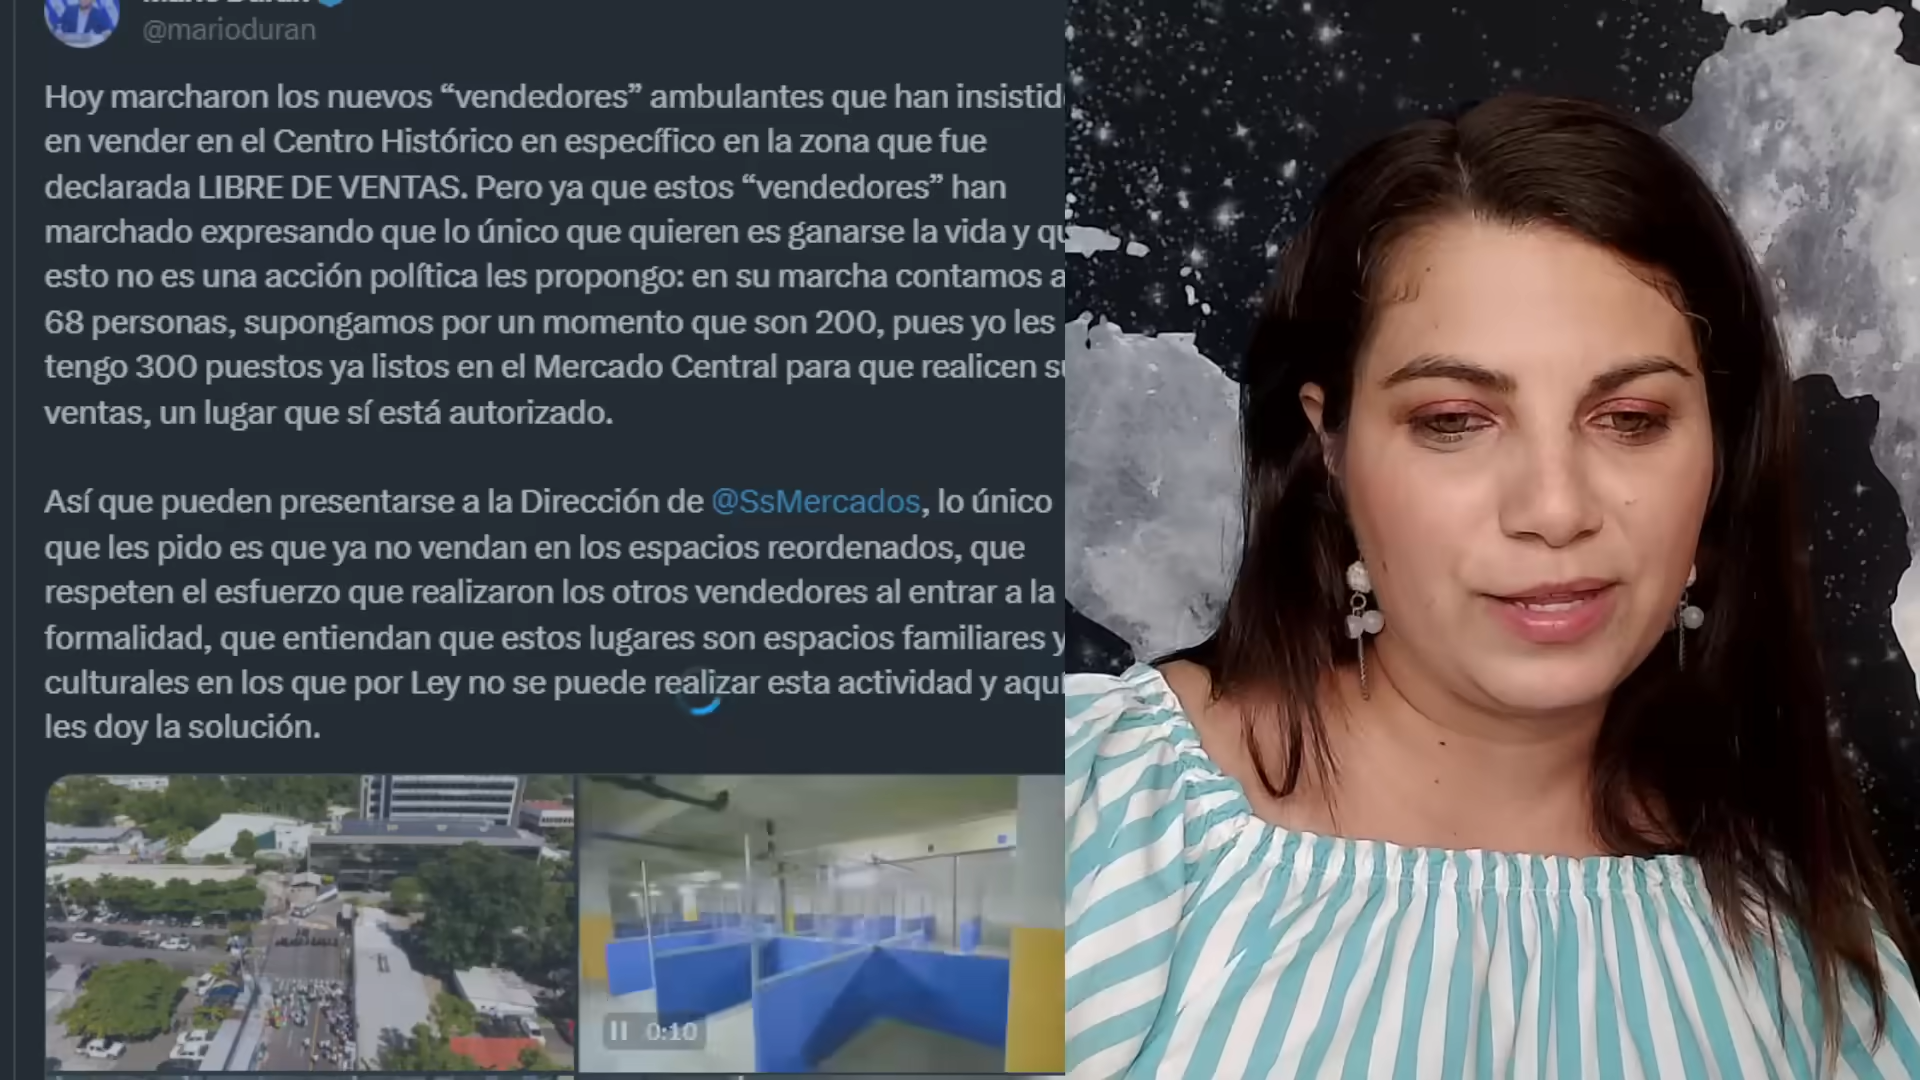 @marioduran
Hoy marcharon los nuevos “vendedores” ambulantes que han insistid
en vender en el Centro Histórico en específico en la zona que fue
declarada LIBRE DE VENTAS. Pero ya que estos “vendedores” han
marchado expresando que lo único que quieren es ganarse la vida y qu
esto no es una acción política les propongo: en su marcha contamos a
68 personas, supongamos por un momento que son 200, pues yo les
tengo 300 puestos ya listos en el Mercado Central para que realicen su
ventas, un lugar que sí está autorizado.
Así que pueden presentarse a la Dirección de @SsMercados, lo único
que les pido es que ya no vendan en los espacios reordenados, que
respeten el esfuerzo que realizaron los otros vendedores al entrar a la
formalidad, que entiendan que estos lugares son espacios familiares y
culturales en los que por Ley no se puede realizar esta actividad y aquí
les doy la solución.
0:10